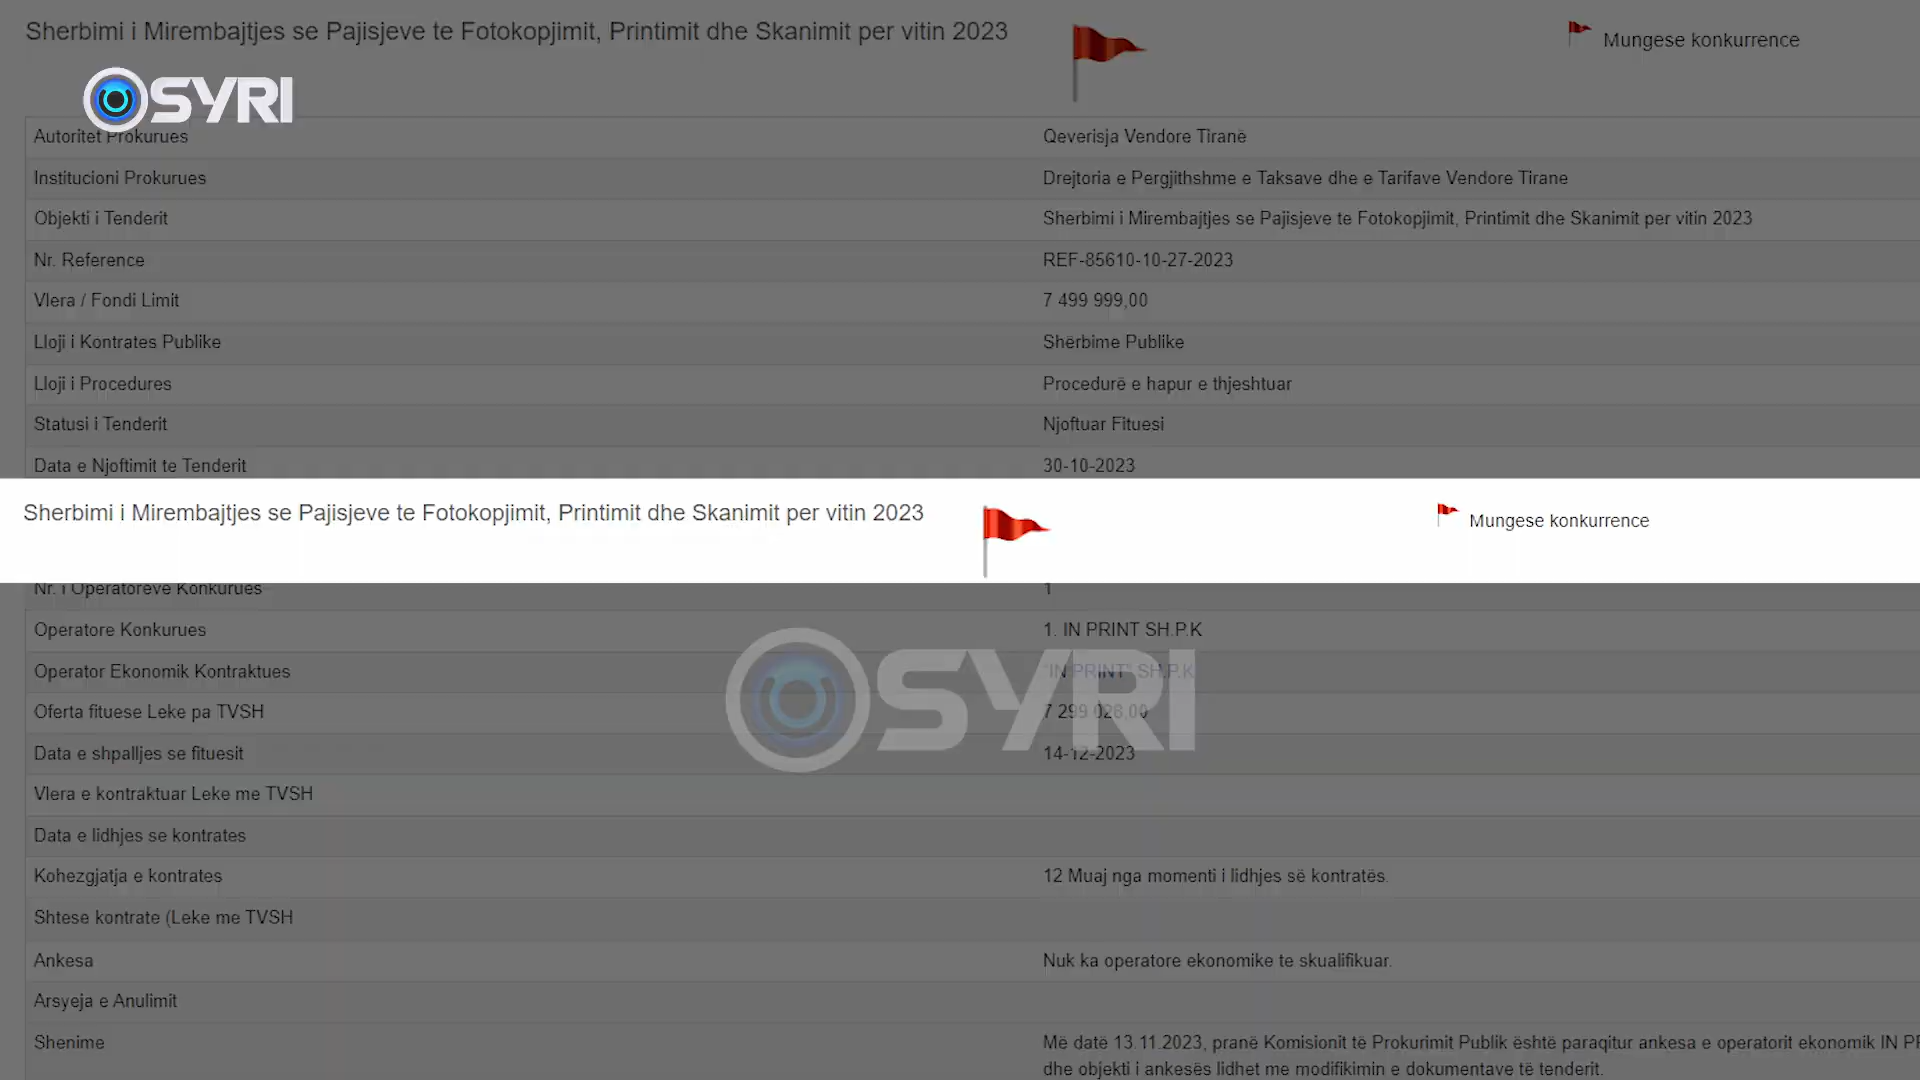 Sherbimi i Mirembajtjes se Pajisjeve te Fotokopjimit, Printimit dhe Skanimit per vitin 2023
Mungese konkurrence
SYRI
Autoritet Prokurues Qeverisja Vendore Tiranë
Institucioni Prokurues Drejtoria e Pergjithshme e Taksave dhe e Tarifave Vendore Tirane
Objekti i Tenderit Sherbimi i Mirembajtjes se Pajisjeve te Fotokopjimit, Printimit dhe Skanimit per vitin 2023
Nr. Reference REF-85610-10-27-2023
Vlera / Fondi Limit 7 499 999,00
Lloji i Kontrates Publike Shërbime Publike
Lloji i Procedures Procedurë e hapur e thjeshtuar
Statusi i Tenderit Njoftuar Fituesi
Data e Njoftimit te Tenderit 30-10-2023
Sherbimi i Mirembajtjes se Pajisjeve te Fotokopjimit, Printimit dhe Skanimit per vitin 2023
Mungese konkurrence
Nr. i Operatoreve Konkurues 1
Operatore Konkurues 1. IN PRINT SH.P.K
Operator Ekonomik Kontraktues "IN PRINT" SH.P.K
SYRI
Oferta fituese Leke pa TVSH 7 299 028,00
Data e shpalljes se fituesit 14-12-2023
Vlera e kontraktuar Leke me TVSH
Data e lidhjes se kontrates
Kohezgjatja e kontrates 12 Muaj nga momenti i lidhjes së kontratës.
Shtese kontrate (Leke me TVSH
Ankesa Nuk ka operatore ekonomike te skualifikuar.
Arsyeja e Anulimit
Shenime Më datë 13.11.2023, pranë Komisionit të Prokurimit Publik është paraqitur ankesa e operatorit ekonomik IN
dhe objekti i ankesës lidhet me modifikimin e dokumentave të tenderit.